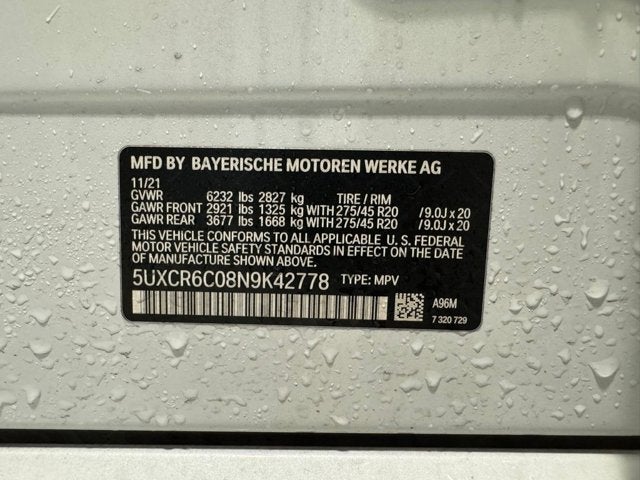 MFD BY BAYERISCHE MOTOREN WERKE AG
11/21
GVWR 6232 lbs 2827 kg TIRE / RIM
GAWR FRONT 2921 lbs 1325 kg WITH 275/45 R20 /9.0J x 20
GAWR REAR 3677 lbs 1668 kg WITH 275/45 R20 /9.0J x 20
THIS VEHICLE CONFORMS TO ALL APPLICABLE U. S. FEDERAL
MOTOR VEHICLE SAFETY STANDARDS IN EFFECT ON THE DATE
OF MANUFACTURE SHOWN ABOVE.
5UXCR6C08N9K42778 TYPE: MPV
A96M
7 320 729